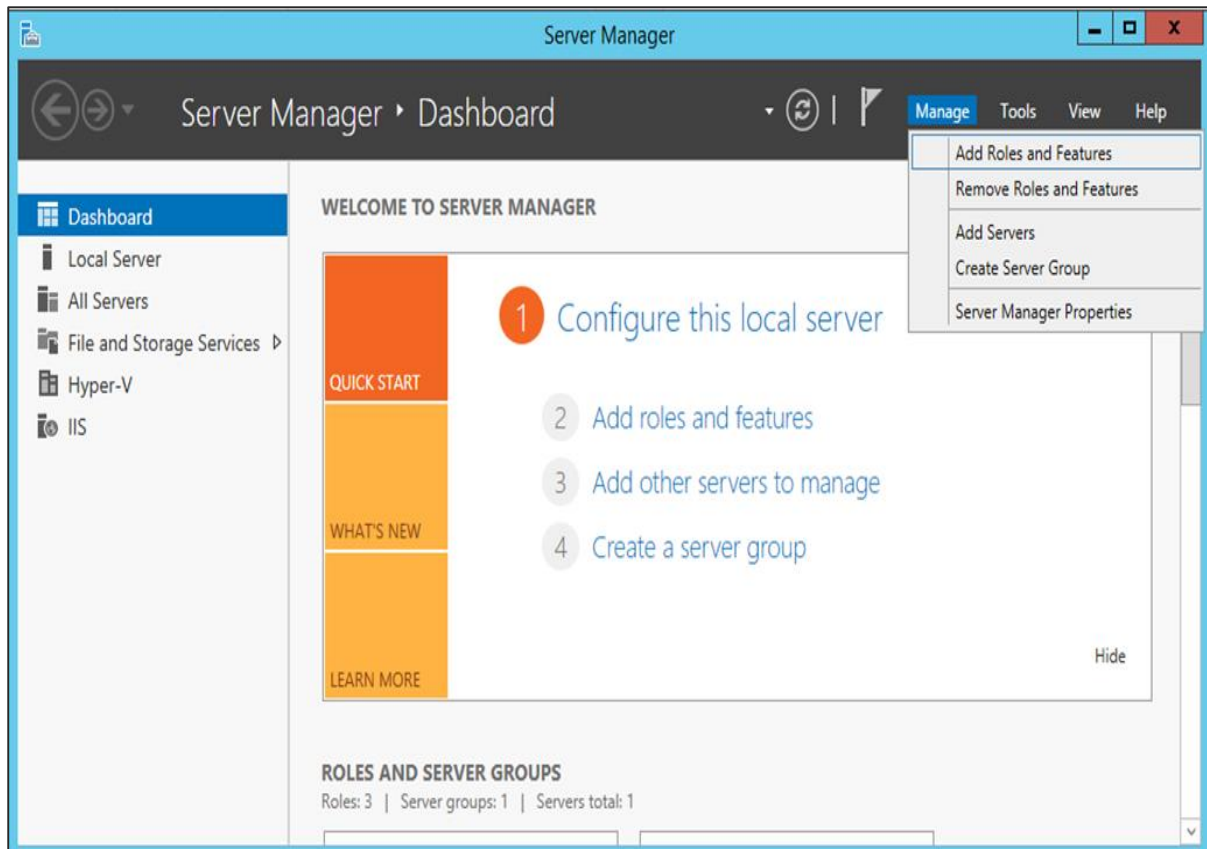 Server Manager
Server Manager ‣ Dashboard
Manage Tools View Help
Add Roles and Features
Remove Roles and Features
Add Servers
Create Server Group
Server Manager Properties
Dashboard
Local Server
All Servers
File and Storage Services
Hyper-V
IIS
WELCOME TO SERVER MANAGER
QUICK START
WHAT'S NEW
LEARN MORE
1 Configure this local server
2 Add roles and features
3 Add other servers to manage
4 Create a server group
Hide
ROLES AND SERVER GROUPS
Roles: 3 | Server groups: 1 | Servers total: 1